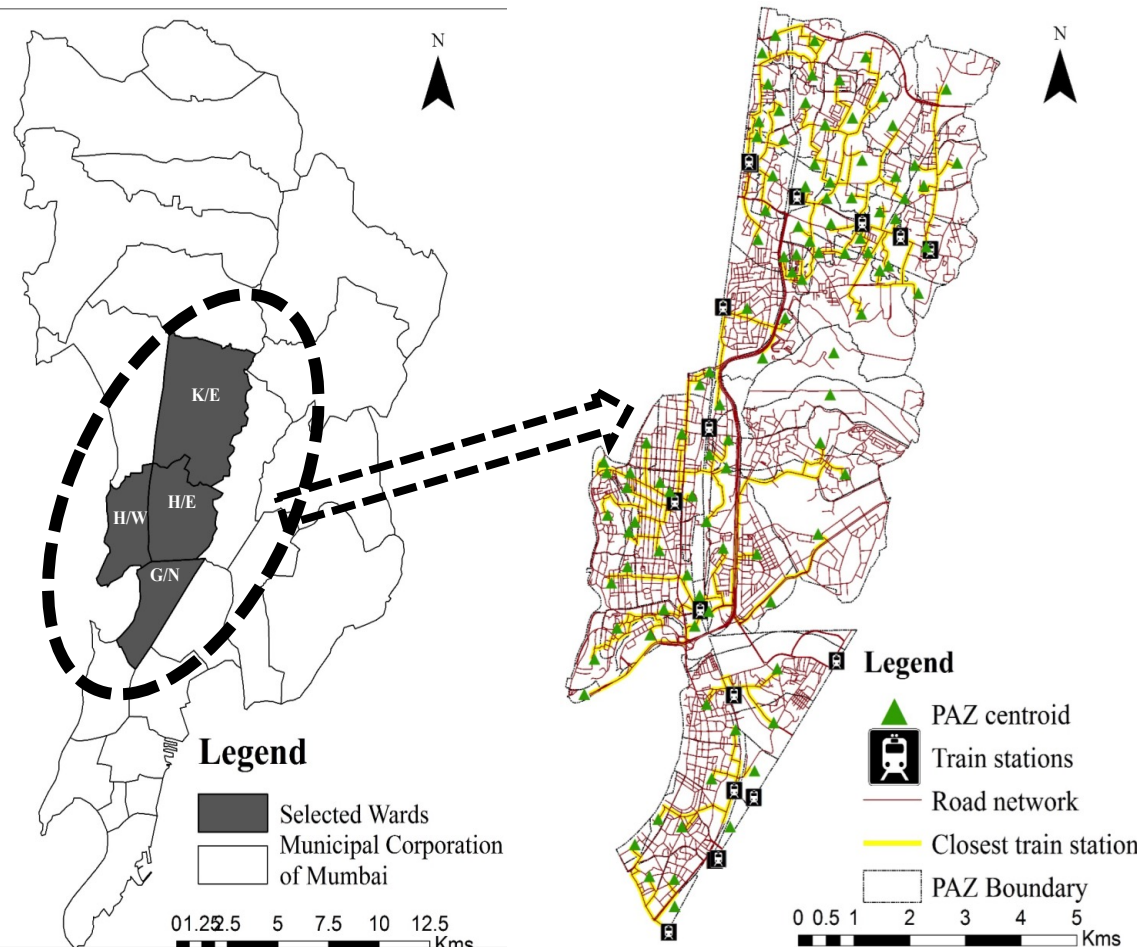 N
K/E
H/W
H/E
G/N
Legend
Selected Wards
Municipal Corporation
of Mumbai
0 1.25 2.5 5 7.5 10 12.5
Kms
N
Legend
PAZ centroid
Train stations
Road network
Closest train station
PAZ Boundary
0 0.5 1 2 3 4 5
Kms